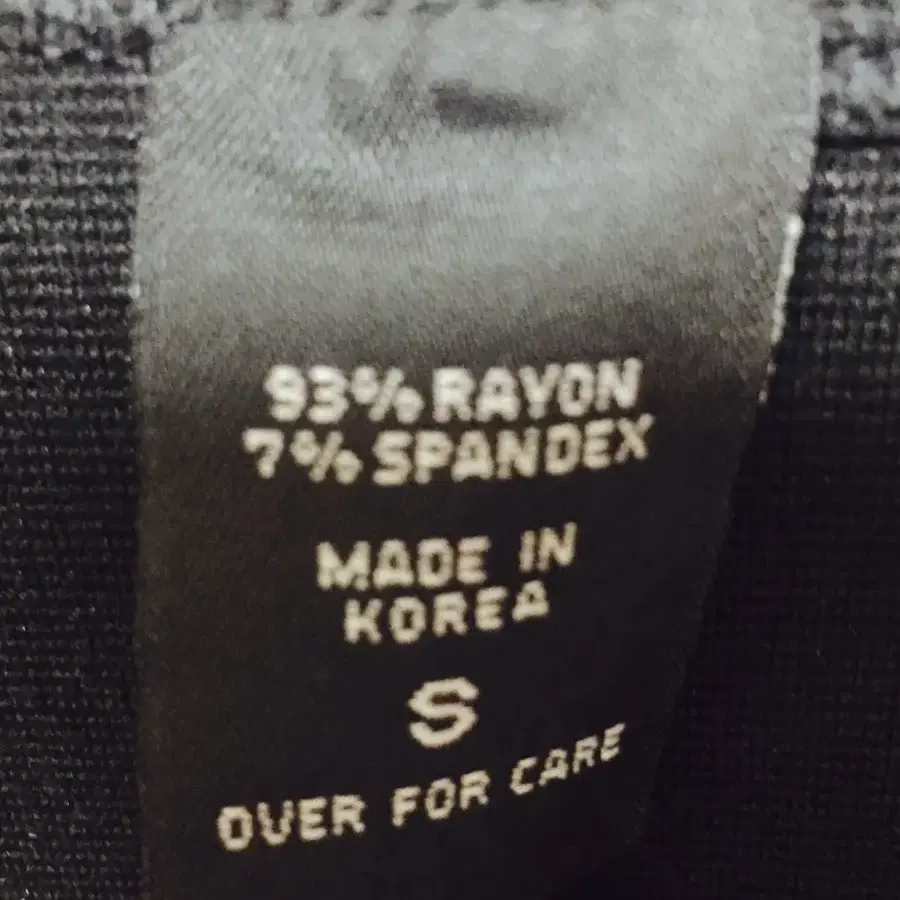 93% RAYON
7% SPANDEX
MADE IN
KOREA
S
OVER FOR CARE